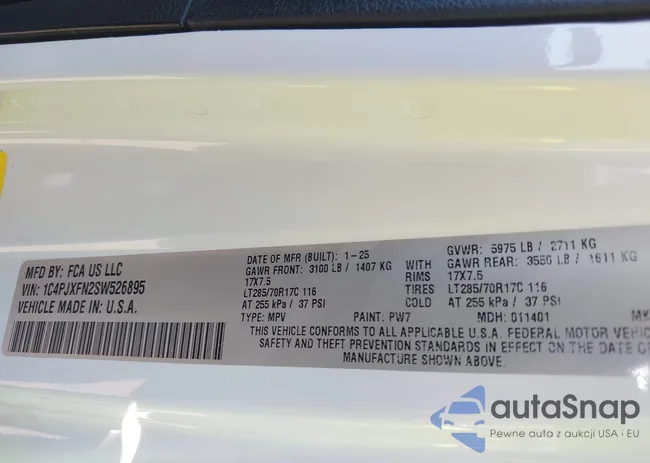 MFD BY: FCA US LLC
VIN: 1C4PJXFN2SW526895
VEHICLE MADE IN U.S.A.
DATE OF MFR (BUILT): 1-25
GAWR FRONT: 3100 LB / 1407 KG
17X7.5
LT285/70R17C 116
AT 255 kPa / 37 PSI
RIMS
TIRES
GVWR: 5975 LB / 2711 KG
GAWR REAR: 3550 LB / 1611 KG
17X7.5
LT285/70R17C 116
AT 255 kPa / 37 PSI
TYPE: MPV PAINT: PW7 MDH: 011401 MK
THIS VEHICLE CONFORMS TO ALL APPLICABLE U.S.A. FEDERAL MOTOR VEHIC
SAFETY AND THEFT PREVENTION STANDARDS IN EFFECT ON THE DATE OF
MANUFACTURE SHOWN ABOVE.
autaSnap
Pewne auta z aukcji USA i EU